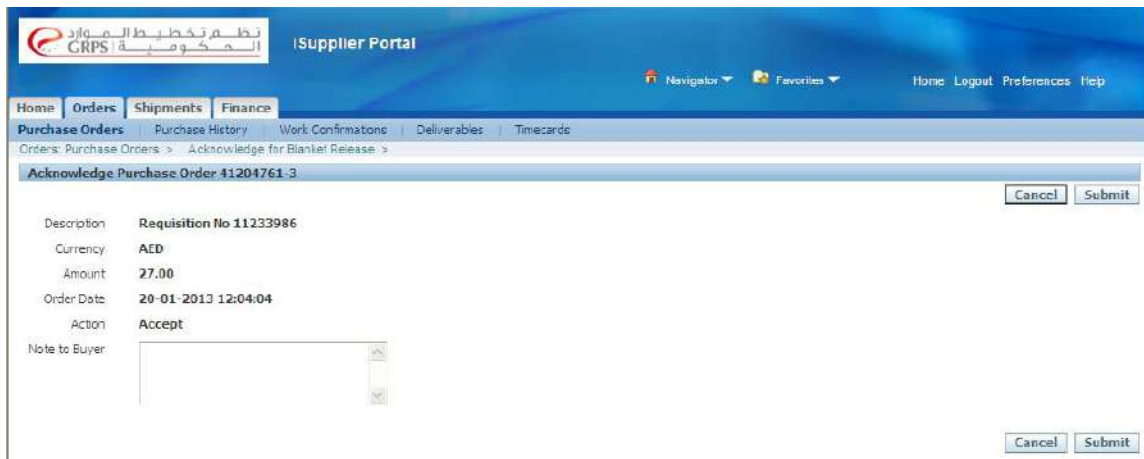 نظم تخطيط الموارد
الحكومية GRPS
iSupplier Portal
Navigator Favorites Home Logout Preferences Help
Home Orders Shipments Finance
Purchase Orders | Purchase History | Work Confirmations | Deliverables | Timecards
Orders: Purchase Orders > Acknowledge for Blanket Release >
Acknowledge Purchase Order 41204761-3
Cancel Submit
Description Requisition No 11233986
Currency AED
Amount 27.00
Order Date 20-01-2013 12:04:04
Action Accept
Note to Buyer
Cancel Submit